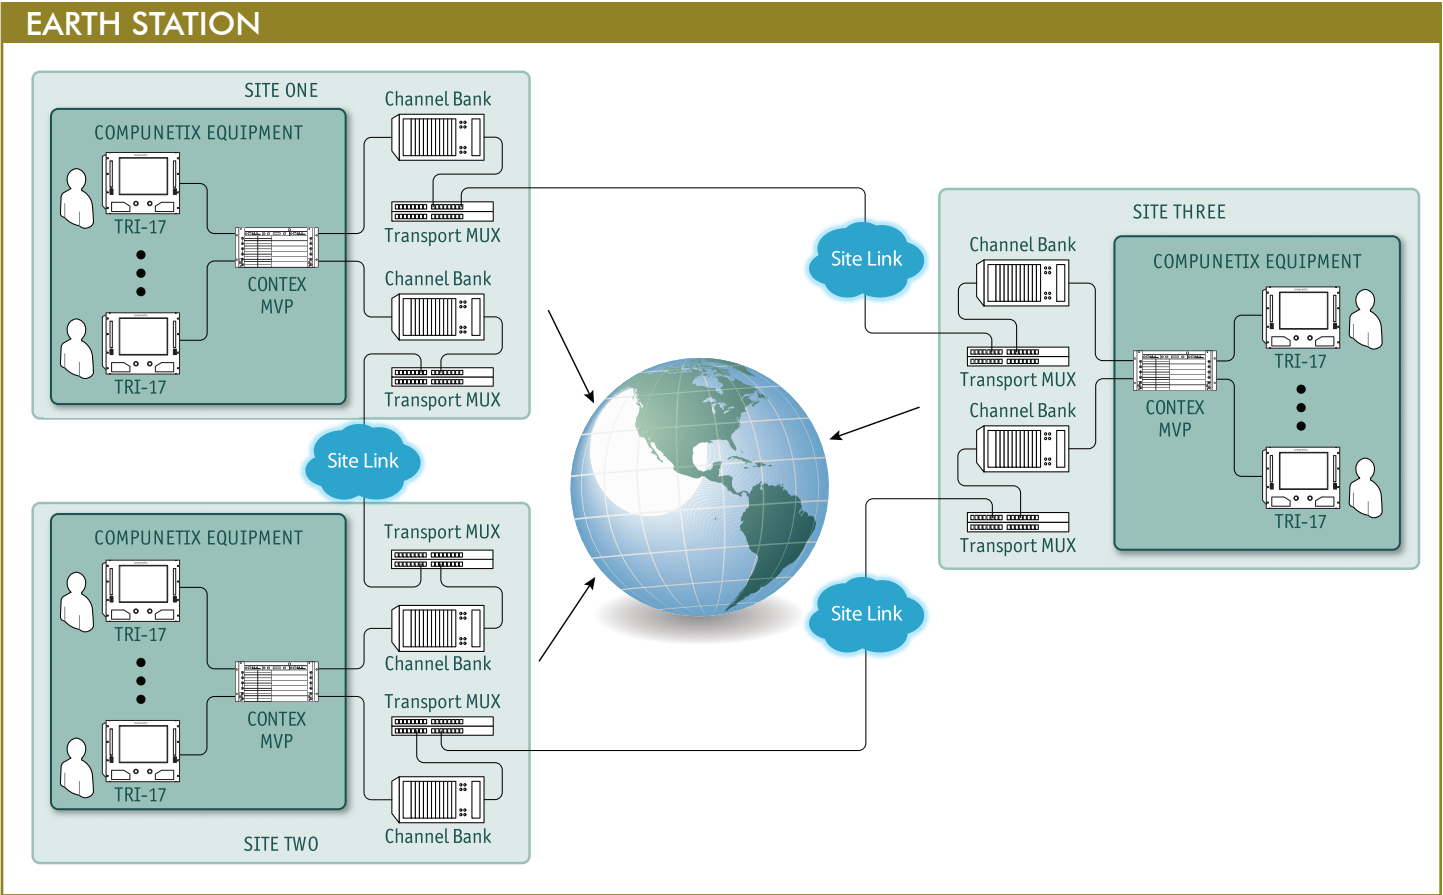 EARTH STATION
SITE ONE
COMPUNETIX EQUIPMENT
TRI-17
TRI-17
CONTEX
MVP
Channel Bank
Transport MUX
Channel Bank
Transport MUX
Site Link
COMPUNETIX EQUIPMENT
TRI-17
TRI-17
CONTEX
MVP
Transport MUX
Channel Bank
Transport MUX
Channel Bank
SITE TWO
Site Link
Site Link
SITE THREE
Channel Bank
Transport MUX
Channel Bank
Transport MUX
COMPUNETIX EQUIPMENT
CONTEX
MVP
TRI-17
TRI-17